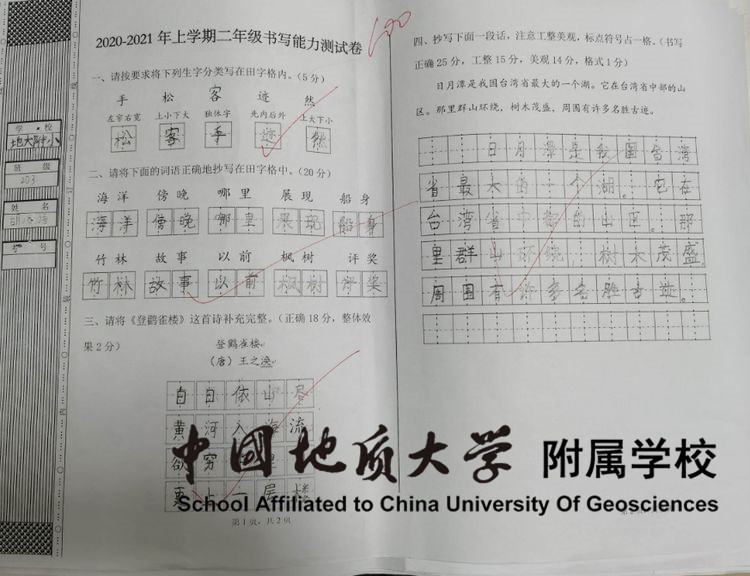 2020-2021年上学期二年级书写能力测试卷
100
一、请按要求将下列生字分类写在田字格内。(5分)
手 松 客 迹 然
左窄右宽 上小下大 独体字 先内后外 上大下小
松 客 手 迹 然
二、请将下面的词语正确地抄写在田字格中。(20分)
海洋 傍晚 哪里 展现 船身
海洋 傍晚 哪里 展现 船身
竹林 故事 以前 枫树 评奖
竹林 故事 以前 枫树 评奖
三、请将《登鹳雀楼》这首诗补充完整。(正确18分,整体效
果2分)
登鹳雀楼
(唐)王之涣
白日依山尽
黄河入海流
欲穷
更上一层楼
第1页,共2页
学校
地大附中小
班级
203
姓名
号
四、抄写下面一段话,注意工整美观,标点符号占一格。(书写
正确25分,工整15分,美观14分,格式1分)
日月潭是我国台湾省最大的一个湖。它在台湾省中部的山
区。那里群山环绕,树木茂盛,周围有许多名胜古迹。
日月潭是我国台湾
省最大的一个湖。它在
台湾省中部的山区。那
里群山环绕,树木茂盛,
周围有许多名胜古迹。
中國地质大学 附属学校
School Affiliated to China University Of Geosciences